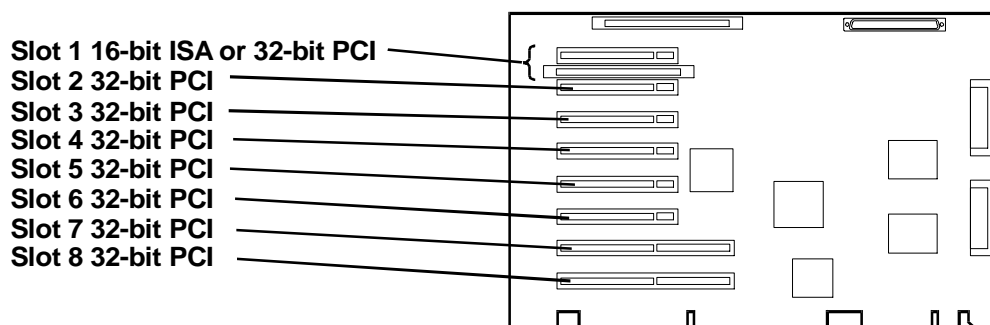 Slot 1 16-bit ISA or 32-bit PCI
Slot 2 32-bit PCI
Slot 3 32-bit PCI
Slot 4 32-bit PCI
Slot 5 32-bit PCI
Slot 6 32-bit PCI
Slot 7 32-bit PCI
Slot 8 32-bit PCI